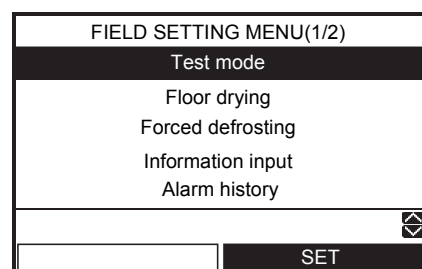 FIELD SETTING MENU(1/2)
Test mode
Floor drying
Forced defrosting
Information input
Alarm history
SET